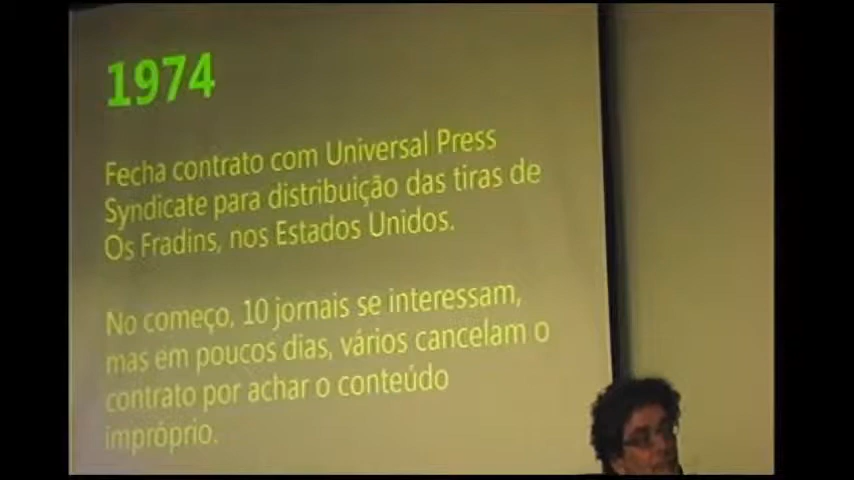 1974
Fecha contrato com Universal Press
Syndicate para distribuição das tiras de
Os Fradins, nos Estados Unidos.
No começo, 10 jornais se interessam,
mas em poucos dias, vários cancelam o
contrato por achar o conteúdo
impróprio.